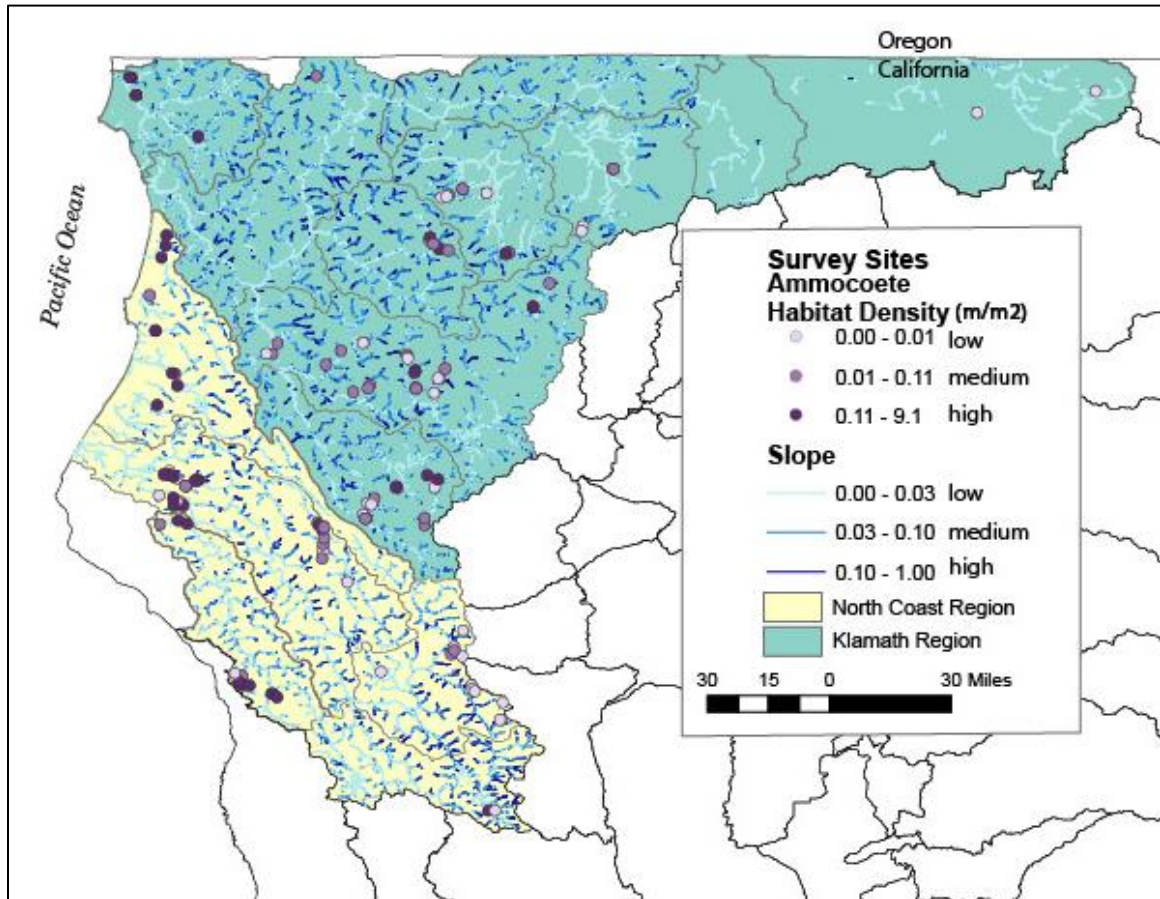 Oregon
California
Pacific Ocean
Survey Sites
Ammocoete
Habitat Density (m/m2)
0.00 - 0.01 low
0.01 - 0.11 medium
0.11 - 9.1 high
Slope
0.00 - 0.03 low
0.03 - 0.10 medium
0.10 - 1.00 high
North Coast Region
Klamath Region
30 15 0 30 Miles